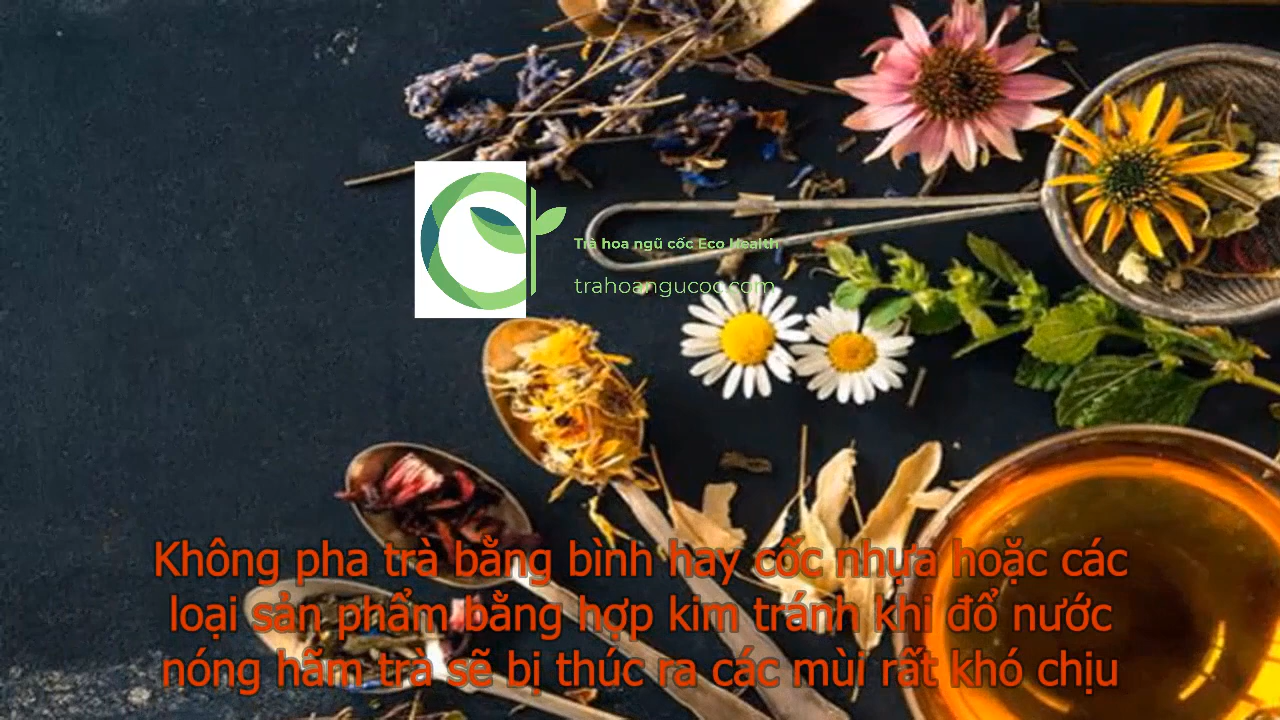 Trà hoa ngũ cốc Eco Health
trahoangucoc.com
Không pha trà bằng bình hay cốc nhựa hoặc các
loại sản phẩm bằng hợp kim tránh khi đổ nước
nóng hãm trà sẽ bị thúc ra các mùi rất khó chịu